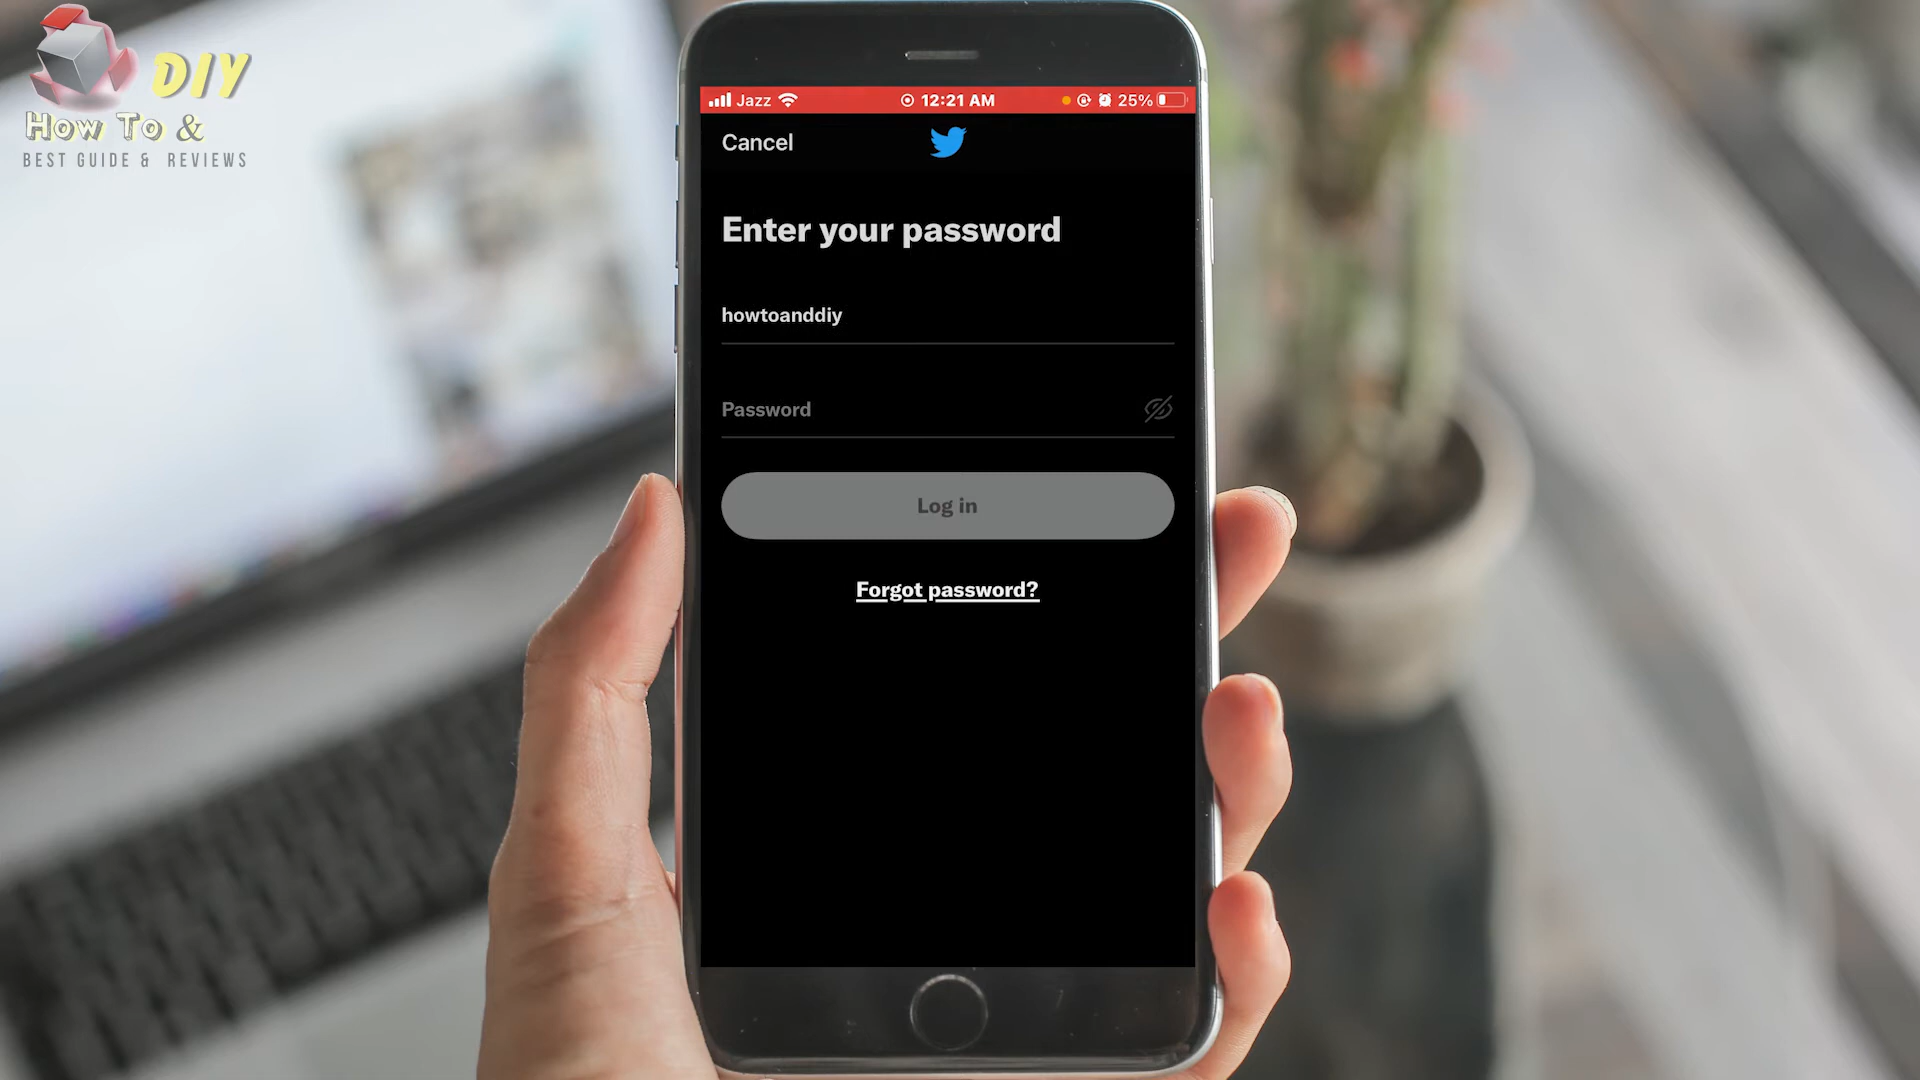 DIY
How To &
BEST GUIDE & REVIEWS
Jazz 12:21 AM 25%
Cancel
Enter your password
howtoanddiy
Password
Log in
Forgot password?